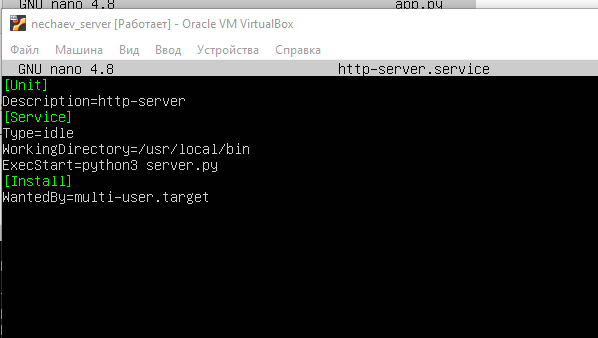 GNU nano 4.8 app.py
nechaev_server [Работает] - Oracle VM VirtualBox
Файл Машина Вид Ввод Устройства Справка
GNU nano 4.8 http-server.service
[Unit]
Description=http-server
[Service]
Type=idle
WorkingDirectory=/usr/local/bin
ExecStart=python3 server.py
[Install]
WantedBy=multi-user.target